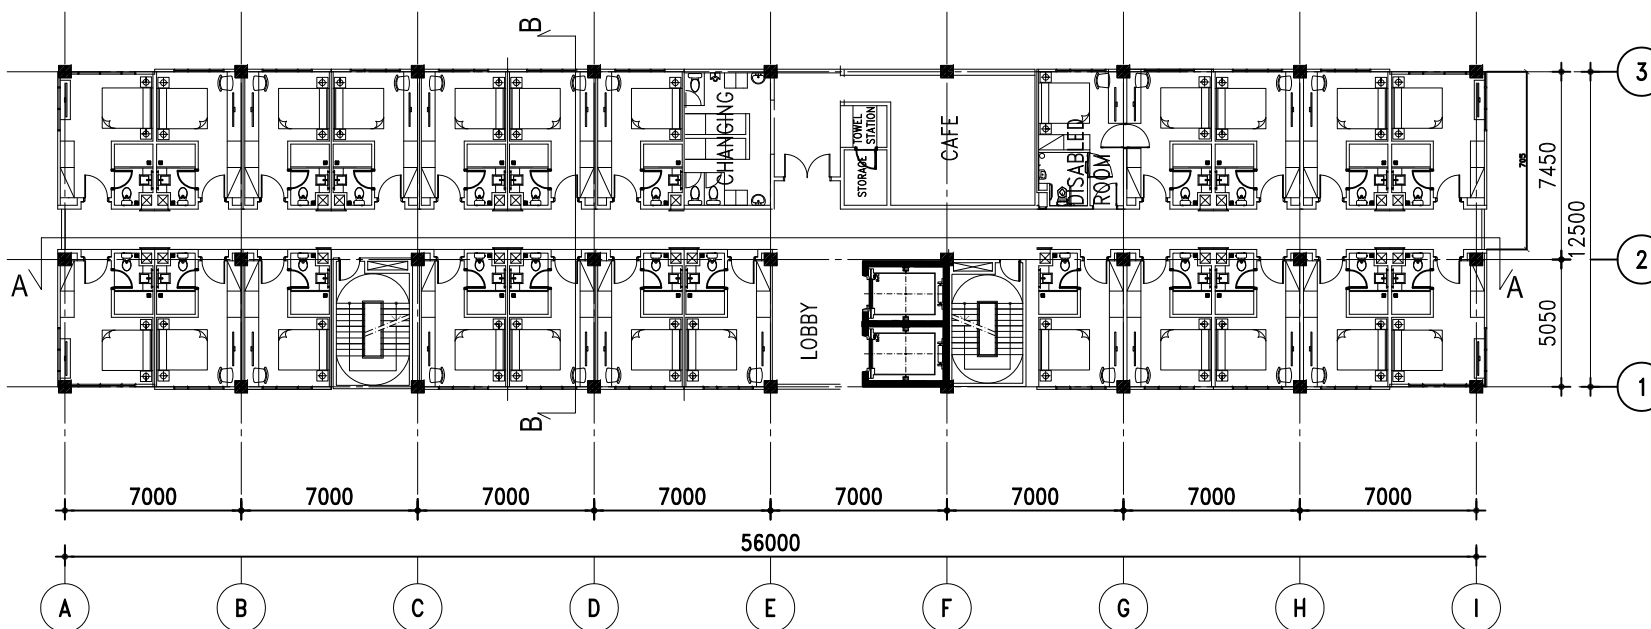 B
3
CHANGING
TOWEL
STATION
STORAGE
CAFE
DISABLED
ROOM
705
7450
12500
A
2
A
LOBBY
5050
1
B
7000
7000
7000
7000
7000
7000
7000
7000
56000
A
B
C
D
E
F
G
H
I